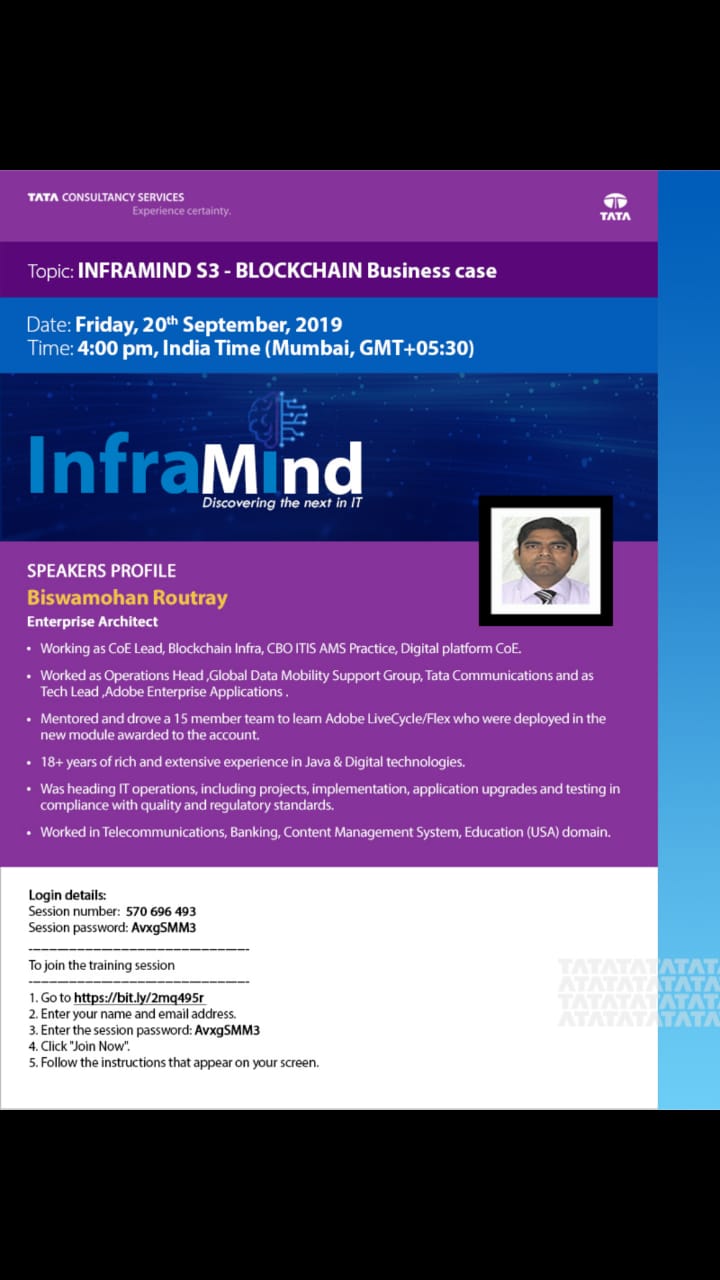 TATA CONSULTANCY SERVICES
Experience certainty.
TATA
Topic: INFRAMIND S3 - BLOCKCHAIN Business case
Date: Friday, 20th September, 2019
Time: 4:00 pm, India Time (Mumbai, GMT+05:30)
InfraMind
Discovering the next in IT
SPEAKERS PROFILE
Biswamohan Routray
Enterprise Architect
• Working as CoE Lead, Blockchain Infra, CBO ITIS AMS Practice, Digital platform CoE.
• Worked as Operations Head ,Global Data Mobility Support Group, Tata Communications and as
Tech Lead ,Adobe Enterprise Applications .
• Mentored and drove a 15 member team to learn Adobe LiveCycle/Flex who were deployed in the
new module awarded to the account.
• 18+ years of rich and extensive experience in Java & Digital technologies.
• Was heading IT operations, including projects, implementation, application upgrades and testing in
compliance with quality and regulatory standards.
• Worked in Telecommunications, Banking, Content Management System, Education (USA) domain.
Login details:
Session number: 570 696 493
Session password: AvxgSMM3
-------------------------------------------------------
To join the training session
-------------------------------------------------------
1. Go to https://bit.ly/2mq495r
2. Enter your name and email address.
3. Enter the session password: AvxgSMM3
4. Click "Join Now".
5. Follow the instructions that appear on your screen.
TATATATATAT
ATATATATATA
TATATATATAT
ATATATATATA